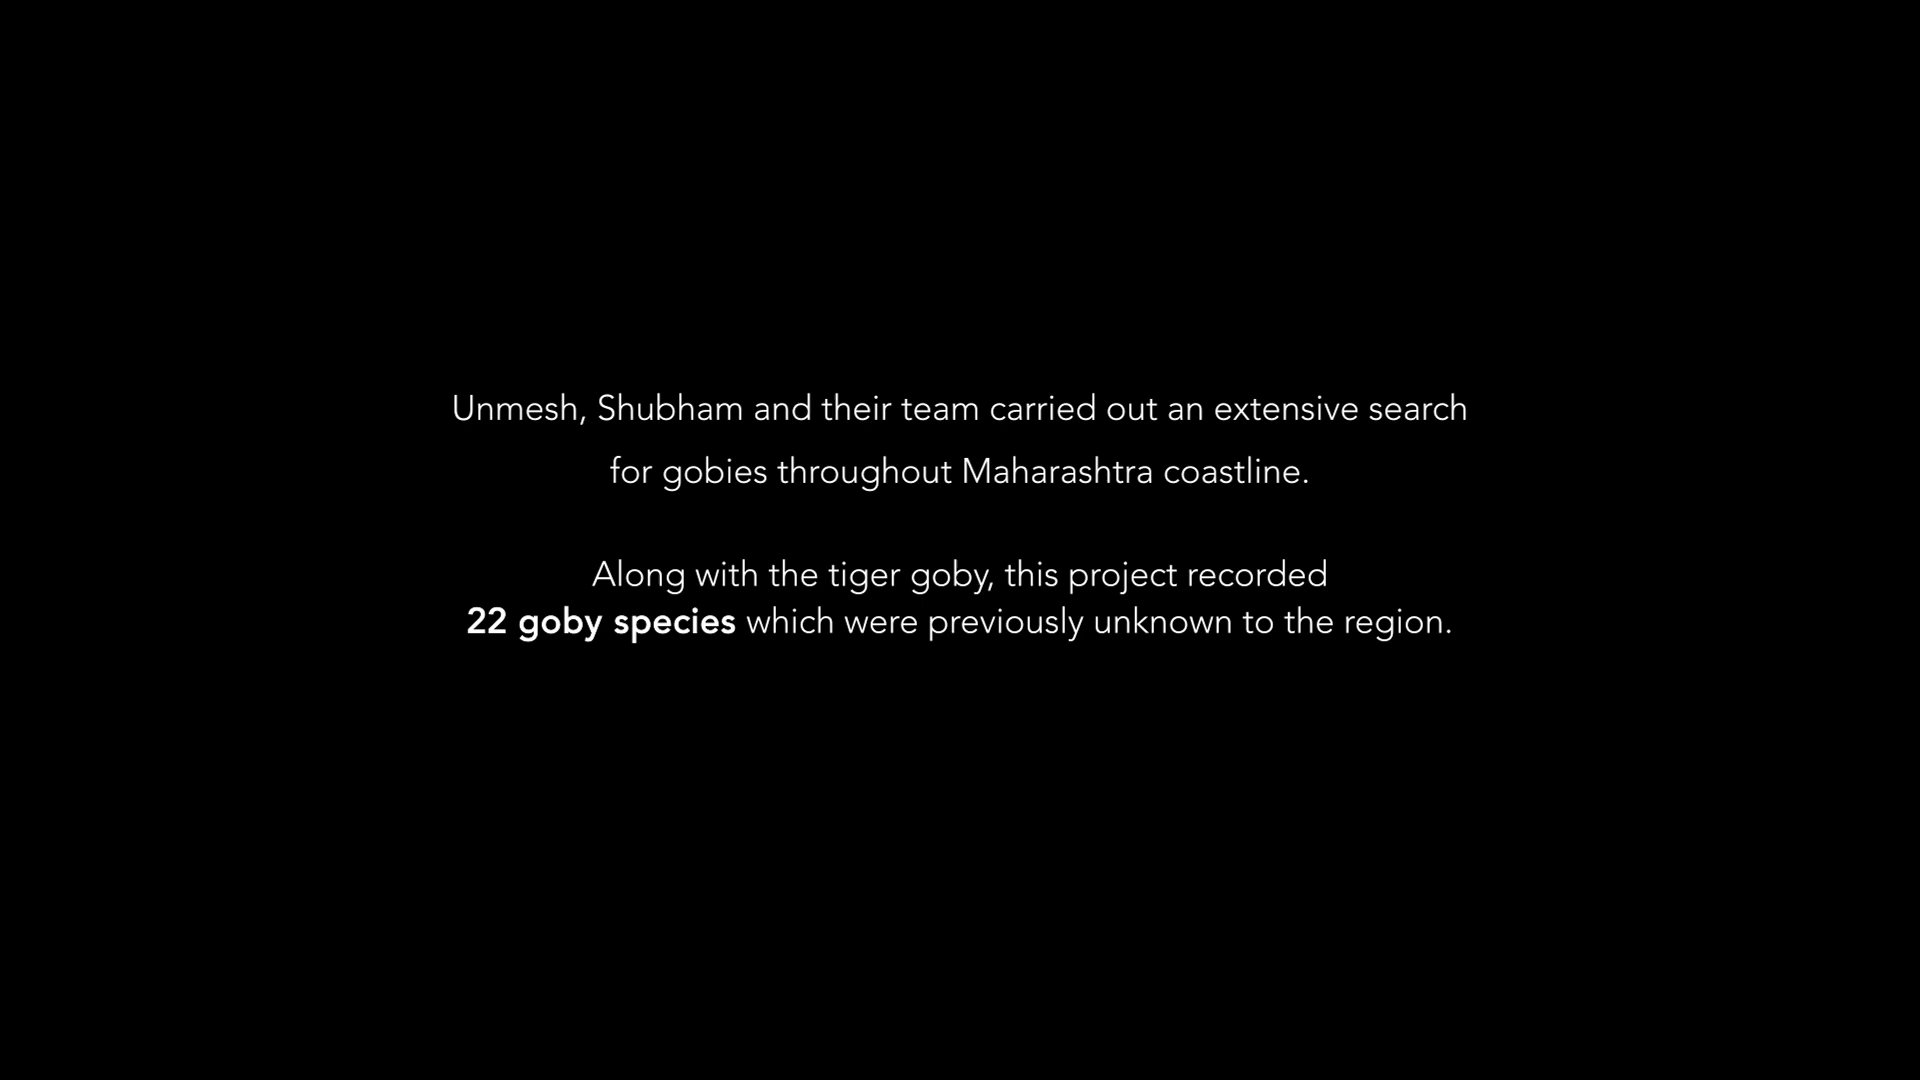 Unmesh, Shubham and their team carried out an extensive search
for gobies throughout Maharashtra coastline.
Along with the tiger goby, this project recorded
22 goby species which were previously unknown to the region.